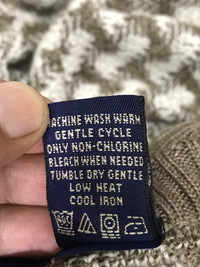 MACHINE WASH WARM
GENTLE CYCLE
ONLY NON-CHLORINE
BLEACH WHEN NEEDED
TUMBLE DRY GENTLE
LOW HEAT
COOL IRON